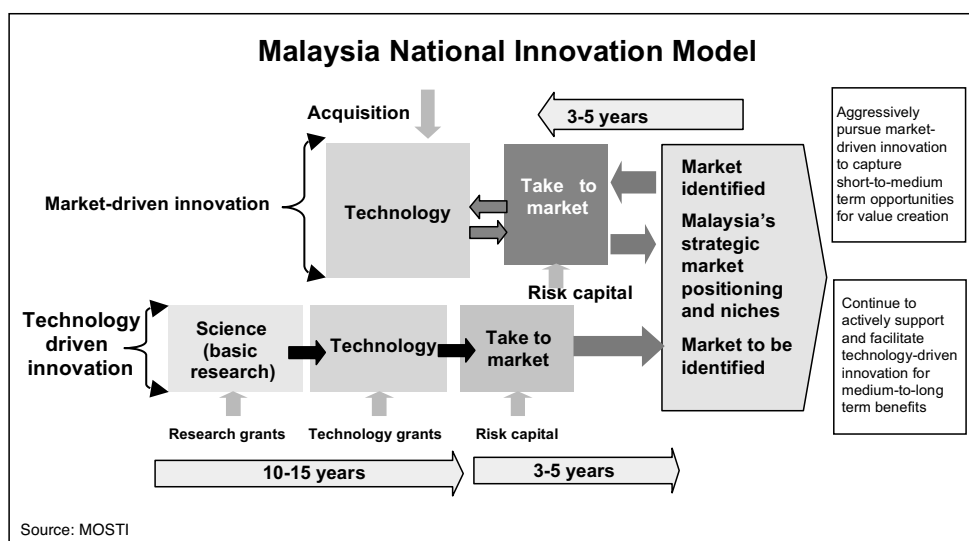 Malaysia National Innovation Model
Acquisition
3-5 years
Market-driven innovation
Technology
Take to
market
Risk capital
Market
identified
Malaysia's
strategic
market
positioning
and niches
Market to be
identified
Aggressively
pursue market-
driven innovation
to capture
short-to-medium
term opportunities
for value creation
Technology
driven
innovation
Science
(basic
research)
Technology
Take to
market
Research grants
Technology grants
Risk capital
10-15 years
3-5 years
Continue to
actively support
and facilitate
technology-driven
innovation for
medium-to-long
term benefits
Source: MOSTI